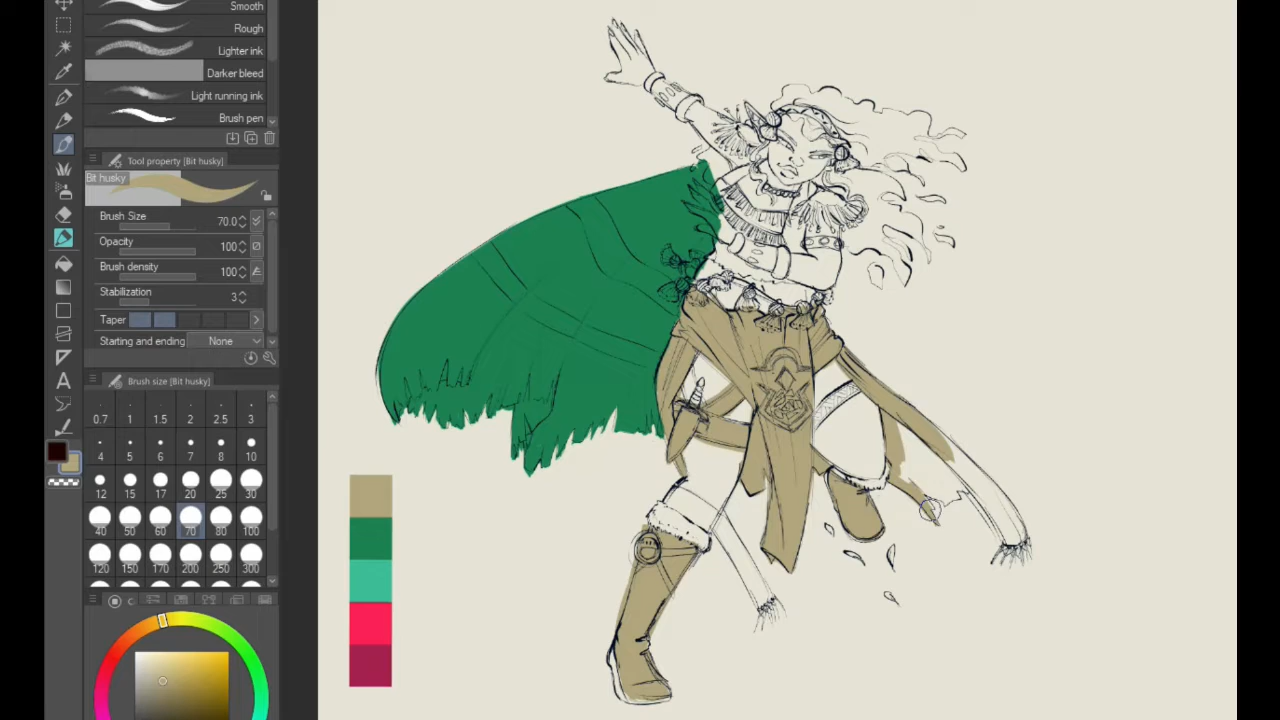 Smooth
Rough
Lighter ink
Darker bleed
Light running ink
Brush pen
Tool property [Bit husky]
Bit husky
Brush Size 70.0
Opacity 100
Brush density 100
Stabilization 3
Taper
Starting and ending None
Brush size [Bit husky]
0.7 1 1.5 2 2.5 3
4 5 6 7 8 10
12 15 17 20 25 30
40 50 60 70 80 100
120 150 170 200 250 300